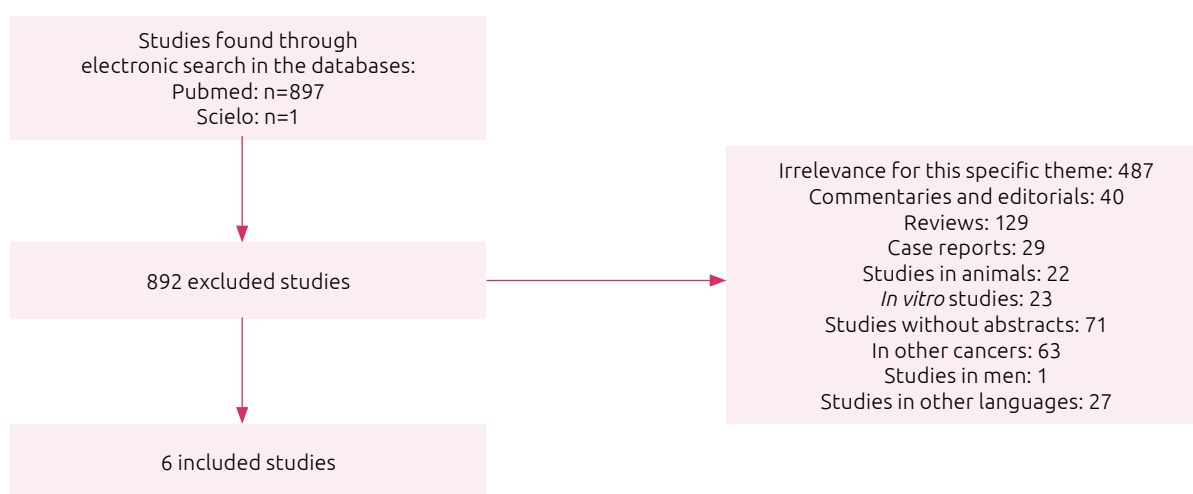 Studies found through
electronic search in the databases:
Pubmed: n=897
Scielo: n=1
892 excluded studies
Irrelevance for this specific theme: 487
Commentaries and editorials: 40
Reviews: 129
Case reports: 29
Studies in animals: 22
In vitro studies: 23
Studies without abstracts: 71
In other cancers: 63
Studies in men: 1
Studies in other languages: 27
6 included studies